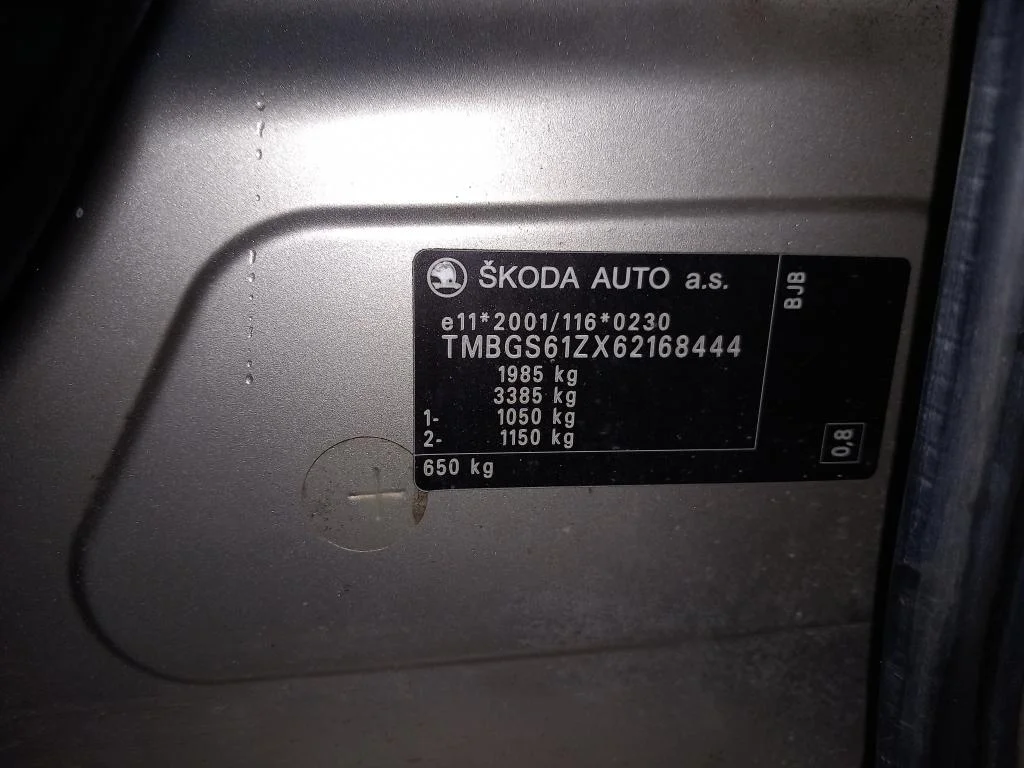 ŠKODA AUTO a.s.
e11*2001/116*0230
TMBGS61ZX62168444
1985 kg
3385 kg
1- 1050 kg
2- 1150 kg
650 kg
BJB
0,8